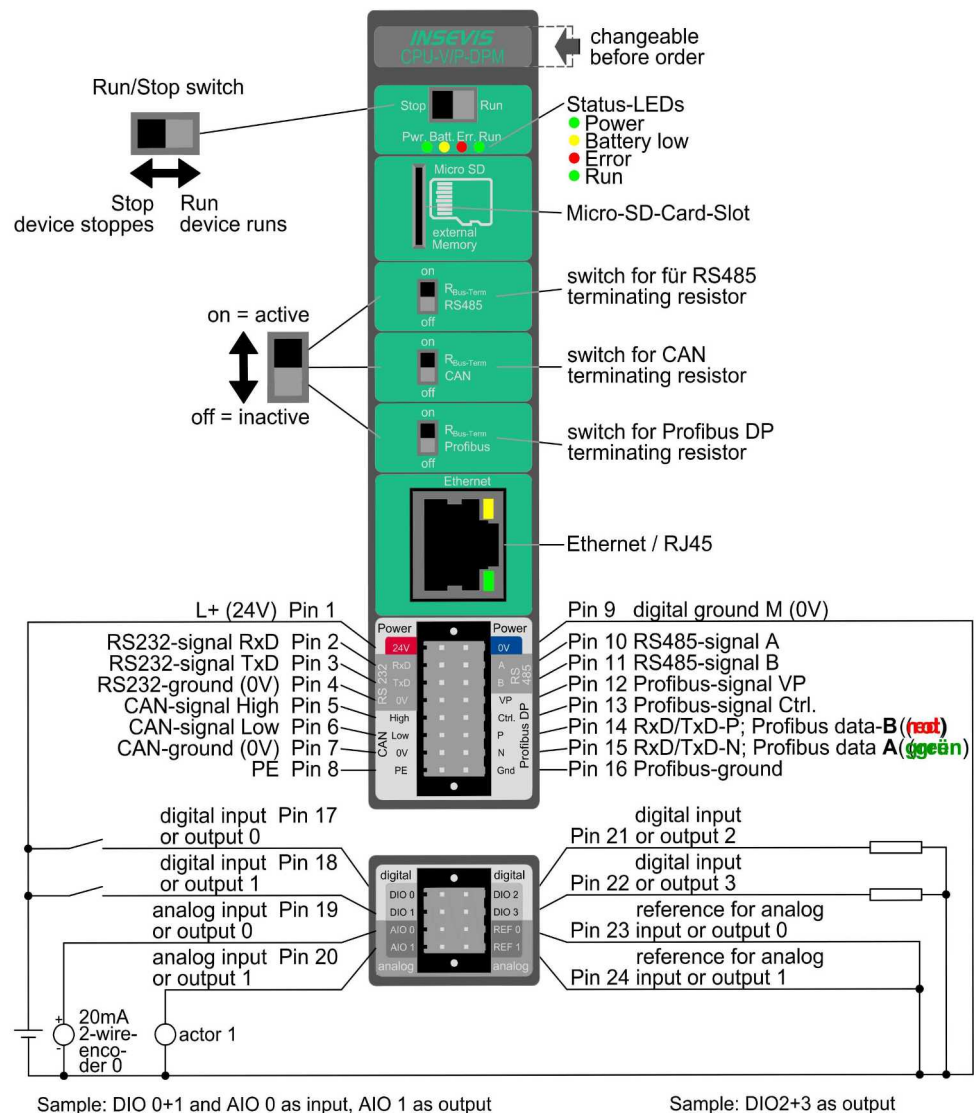 INSEVIS
CPU-V/P-DPM
changeable
before order
Run/Stop switch
Stop
Run
Stop
device stoppes
Run
device runs
Pwr. Batt. Err. Run
Status-LEDs
Power
Battery low
Error
Run
Micro SD
external
Memory
Micro-SD-Card-Slot
on
RBus-Term
RS485
off
switch for für RS485
terminating resistor
on = active
off = inactive
on
RBus-Term
CAN
off
switch for CAN
terminating resistor
on
RBus-Term
Profibus
off
switch for Profibus DP
terminating resistor
Ethernet
Ethernet / RJ45
L+ (24V) Pin 1
RS232-signal RxD Pin 2
RS232-signal TxD Pin 3
RS232-ground (0V) Pin 4
CAN-signal High Pin 5
CAN-signal Low Pin 6
CAN-ground (0V) Pin 7
PE Pin 8
Power
24V
RS 232
RxD
TxD
0V
CAN
High
Low
0V
PE
Power
0V
A
B
RS 485
VP
Ctrl.
P
N
Gnd
Profibus DP
Pin 9 digital ground M (0V)
Pin 10 RS485-signal A
Pin 11 RS485-signal B
Pin 12 Profibus-signal VP
Pin 13 Profibus-signal Ctrl.
Pin 14 RxD/TxD-P; Profibus data-B
Pin 15 RxD/TxD-N; Profibus data A
Pin 16 Profibus-ground
digital input Pin 17
or output 0
digital input Pin 18
or output 1
analog input Pin 19
or output 0
analog input Pin 20
or output 1
digital
DIO 0
DIO 1
AIO 0
AIO 1
analog
digital
DIO 2
DIO 3
REF 0
REF 1
analog
digital input
Pin 21 or output 2
digital input
Pin 22 or output 3
reference for analog
Pin 23 input or output 0
reference for analog
Pin 24 input or output 1
+
-
20mA
2-wire-
enco-
der 0
actor 1
Sample: DIO 0+1 and AIO 0 as input, AIO 1 as output
Sample: DIO2+3 as output